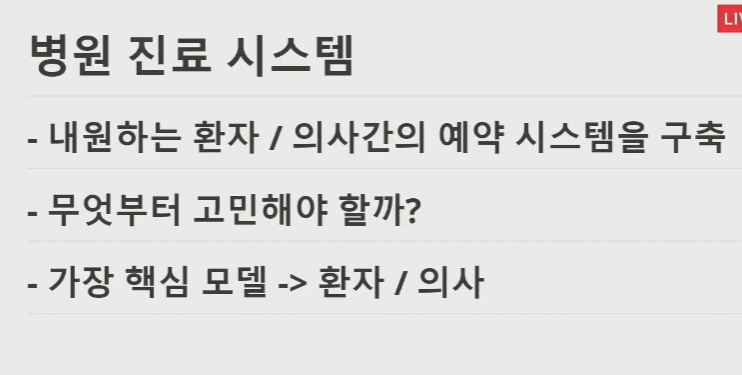 병원 진료 시스템
- 내원하는 환자 / 의사간의 예약 시스템을 구축
- 무엇부터 고민해야 할까?
- 가장 핵심 모델 -> 환자 / 의사